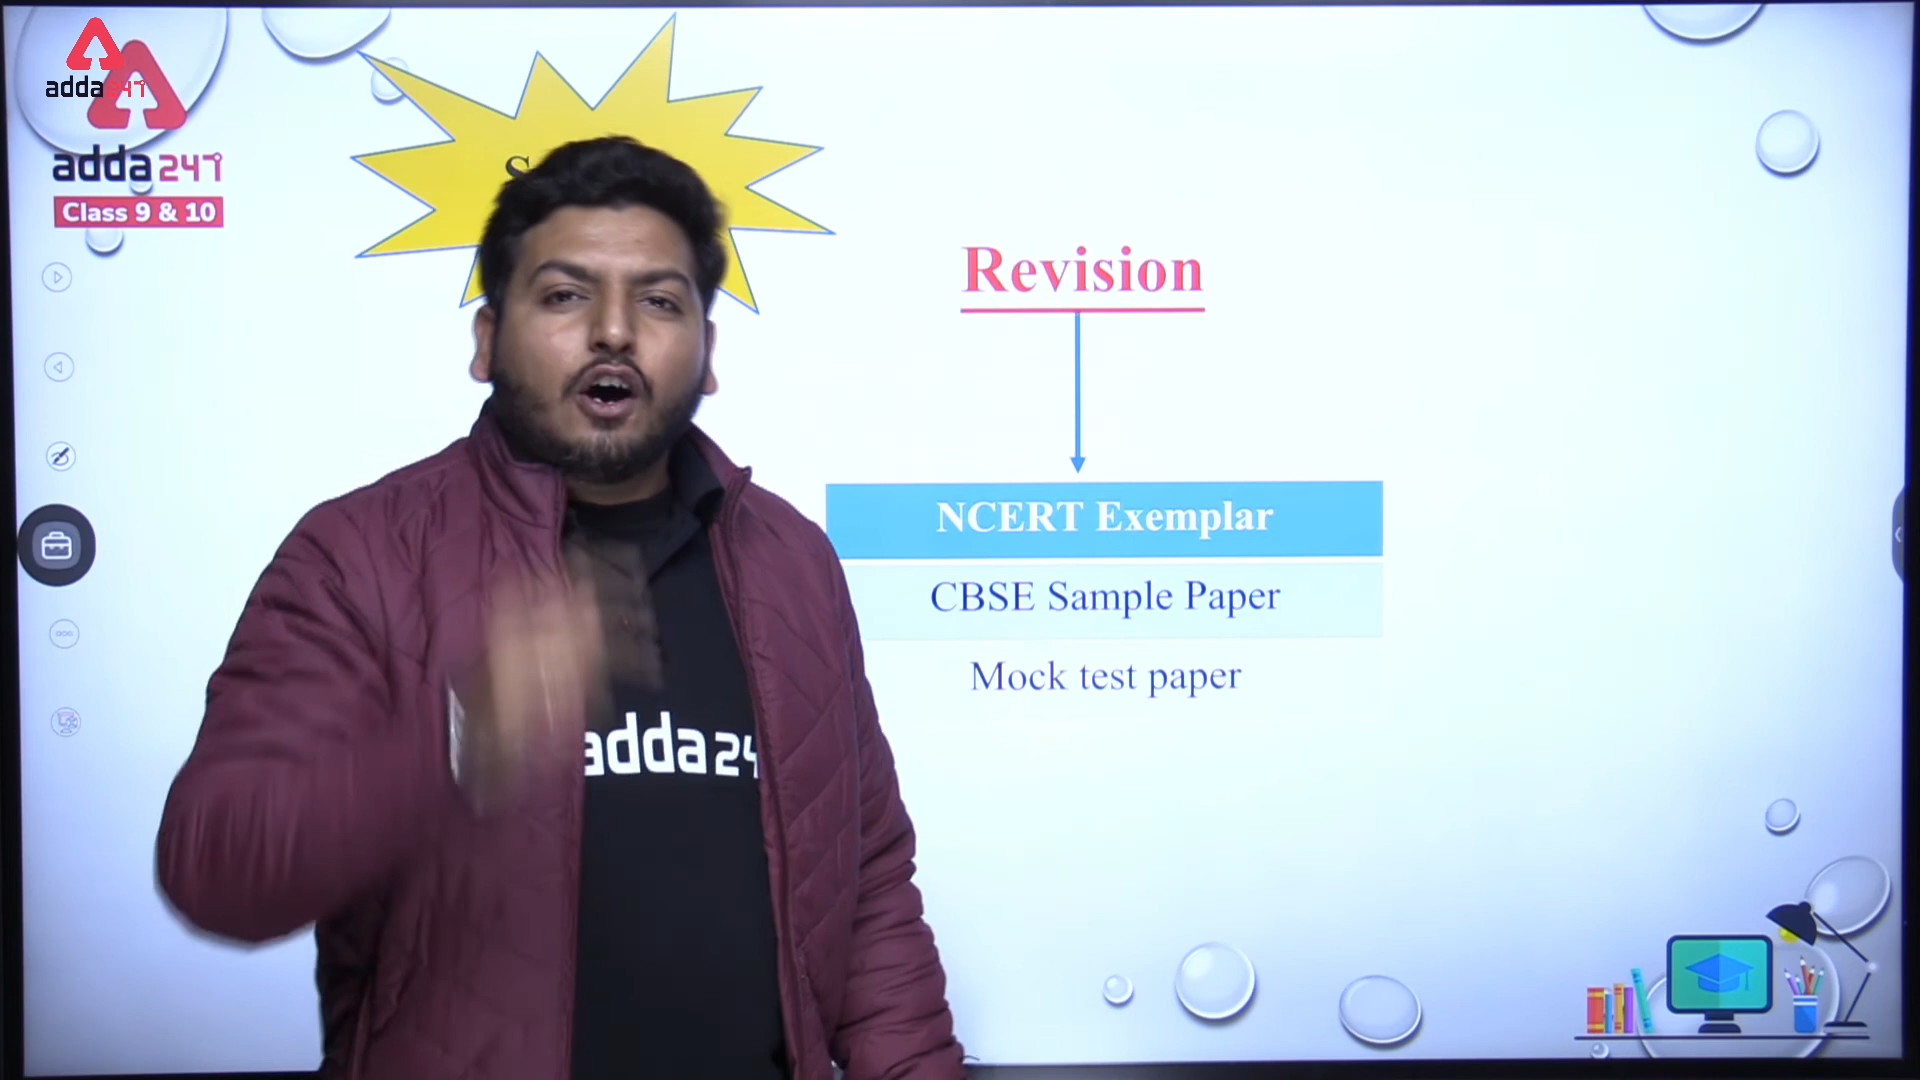 adda247
adda247
Class 9 & 10
Revision
NCERT Exemplar
CBSE Sample Paper
Mock test paper
adda24